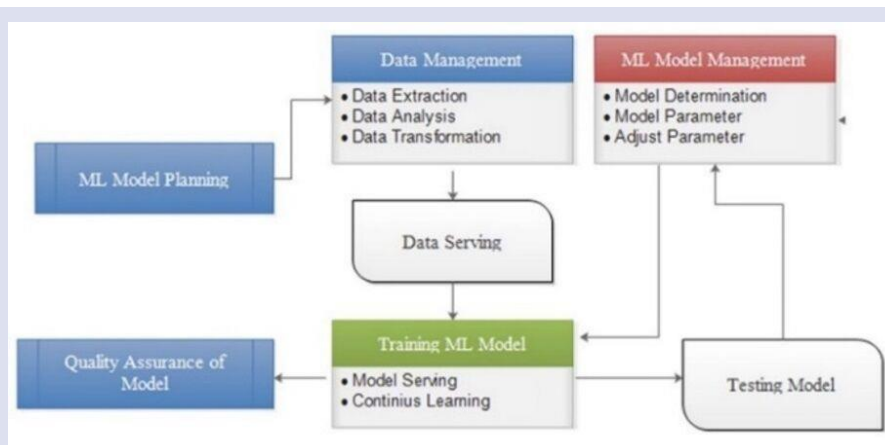 Data Management
• Data Extraction
• Data Analysis
• Data Transformation
ML Model Management
• Model Determination
• Model Parameter
• Adjust Parameter
ML Model Planning
Data Serving
Training ML Model
• Model Serving
• Continius Learning
Quality Assurance of
Model
Testing Model